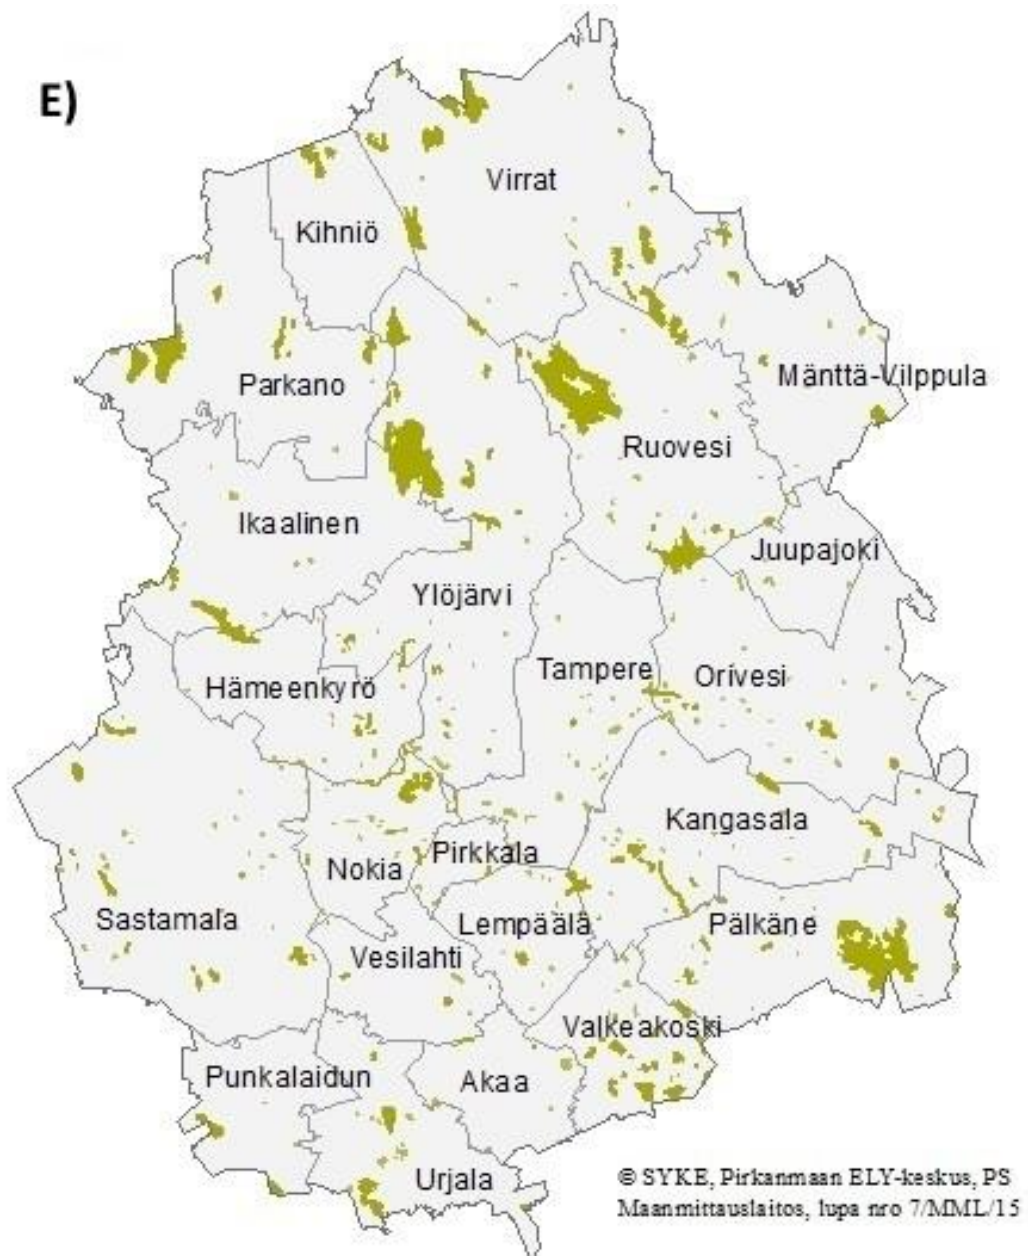 E)
Virrat
Kihniö
Mänttä-Vilppula
Parkano
Ruovesi
Ikaalinen
Juupajoki
Ylöjärvi
Tampere
Orivesi
Hämeenkyrö
Kangasala
Pirkkala
Nokia
Sastamala
Lempäälä
Pälkäne
Vesilahti
Valkeakoski
Punkalaidun
Akaa
Urjala
© SYKE, Pirkanmaan ELY-keskus, PS
Maanmittauslaitos, lupa nro 7/MML/15